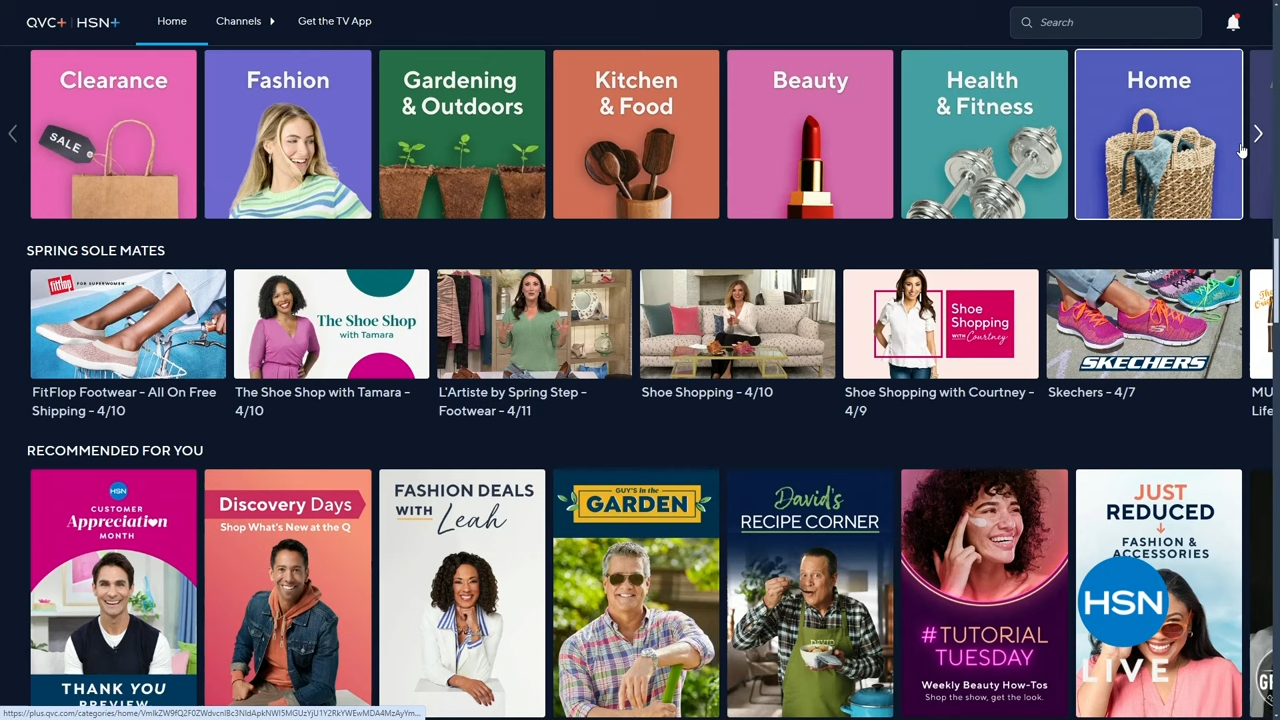 QVC+ | HSN+
Home
Channels
Get the TV App
Search
Clearance
SALE
Fashion
Gardening
& Outdoors
Kitchen
& Food
Beauty
Health
& Fitness
Home
SPRING SOLE MATES
fitflop FOR SUPERWOMEN
The Shoe Shop
with Tamara
Shoe
Shopping
WITH Courtney
SKECHERS
FitFlop Footwear - All On Free
Shipping - 4/10
The Shoe Shop with Tamara -
4/10
L'Artiste by Spring Step -
Footwear - 4/11
Shoe Shopping - 4/10
Shoe Shopping with Courtney -
4/9
Skechers - 4/7
MU
Life
RECOMMENDED FOR YOU
HSN
CUSTOMER
Appreciation
MONTH
THANK YOU
PREVIEW
Discovery Days
Shop What's New at the Q
FASHION DEALS
WITH Leah
GUY'S in the
GARDEN
David's
RECIPE CORNER
DAVID
#TUTORIAL
TUESDAY
Weekly Beauty How-Tos
Shop the show, get the look.
JUST
REDUCED
FASHION &
ACCESSORIES
HSN
LIVE